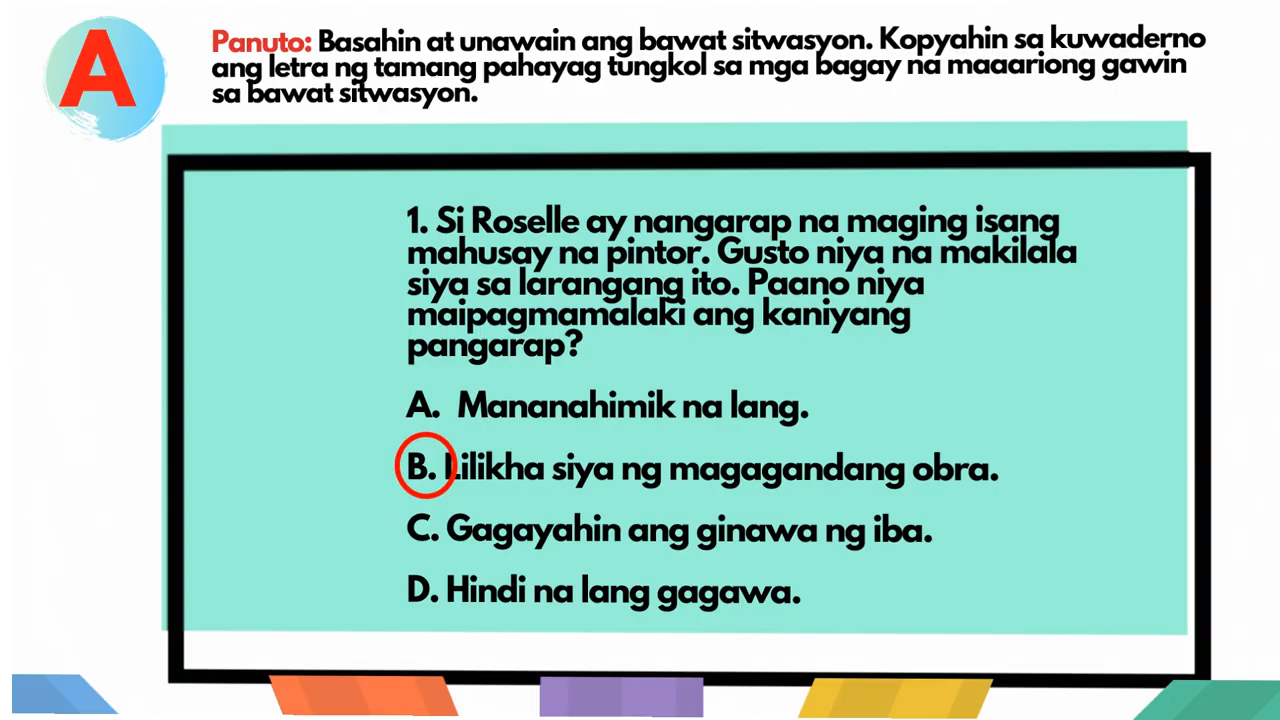 A
Panuto: Basahin at unawain ang bawat sitwasyon. Kopyahin sa kuwaderno
ang letra ng tamang pahayag tungkol sa mga bagay na maaariong gawin
sa bawat sitwasyon.
1. Si Roselle ay nangarap na maging isang
mahusay na pintor. Gusto niya na makilala
siya sa larangang ito. Paano niya
maipagmamalaki ang kaniyang
pangarap?
A. Mananahimik na lang.
B. Lilikha siya ng magagandang obra.
C. Gagayahin ang ginawa ng iba.
D. Hindi na lang gagawa.